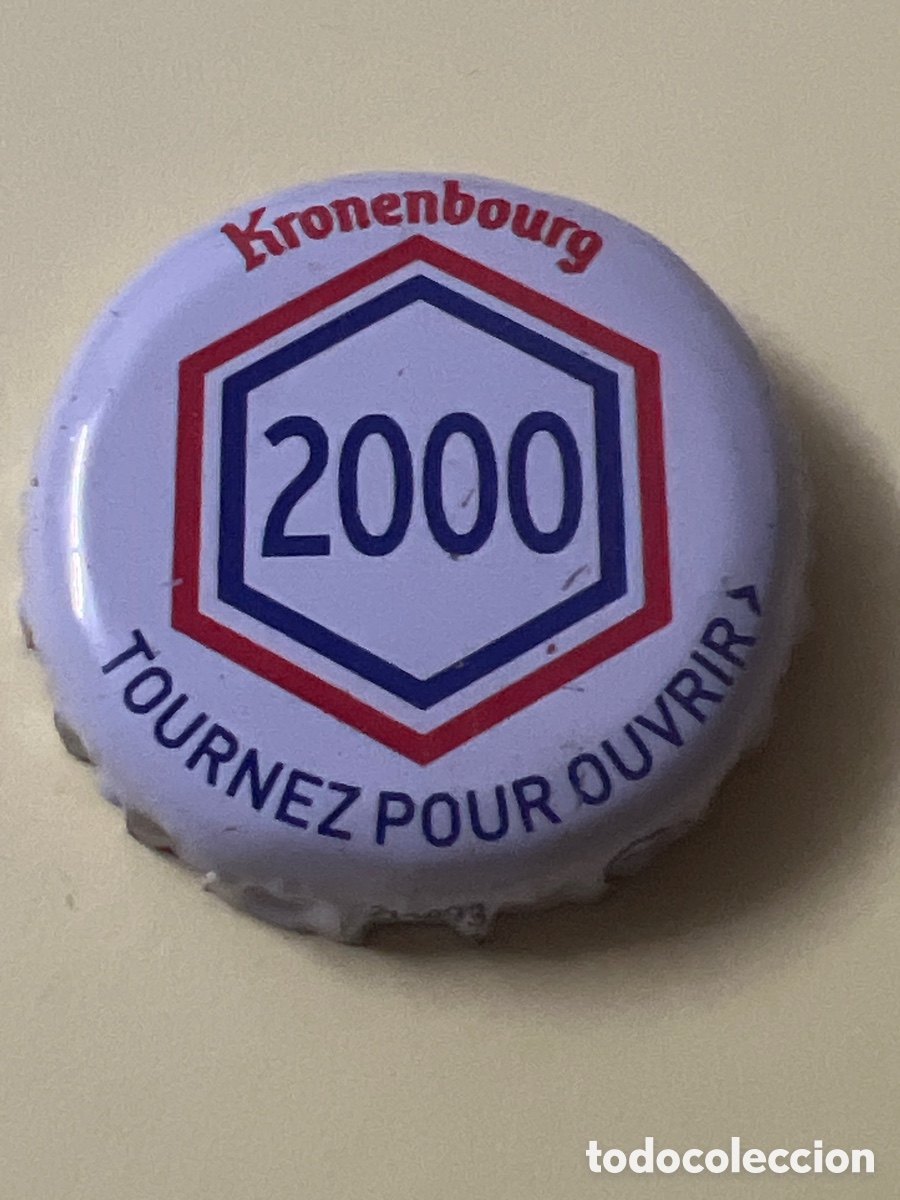 Kronenbourg
2000
TOURNEZ POUR OUVRIR >
todocoleccion